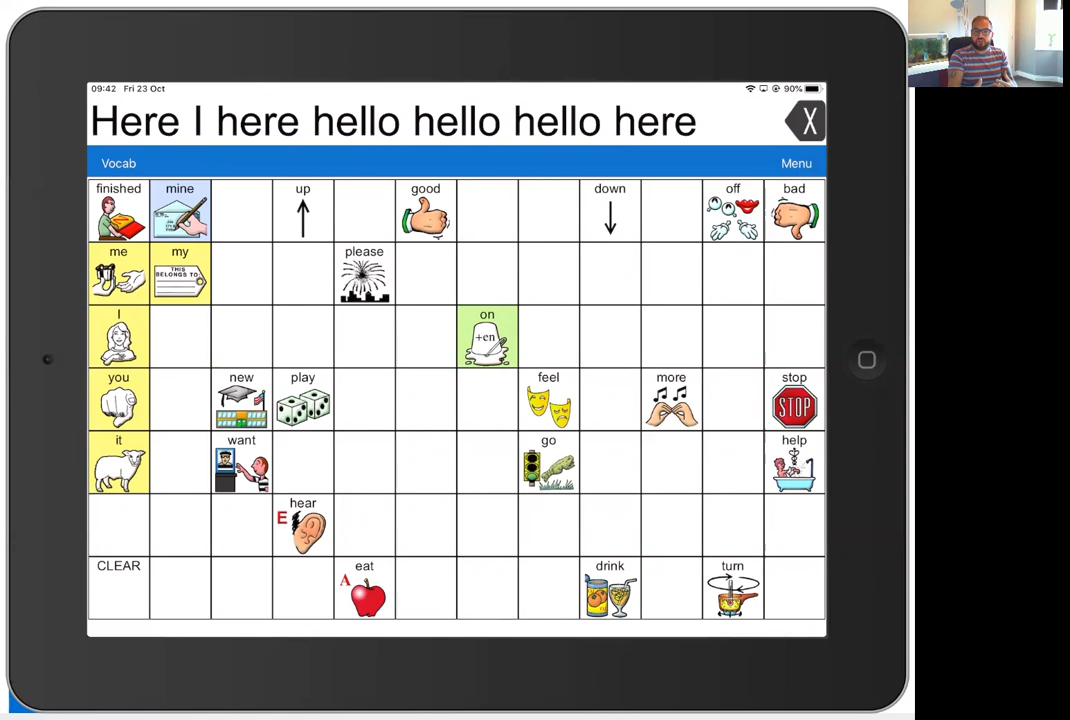 09:42 Fri 23 Oct 90%
Here I here hello hello hello here X
Vocab Menu
finished mine up good down off bad
me my please
THIS BELONGS TO:
I on
+en
you new play feel more stop
STOP
it want go help
hear
E
CLEAR eat drink turn
A